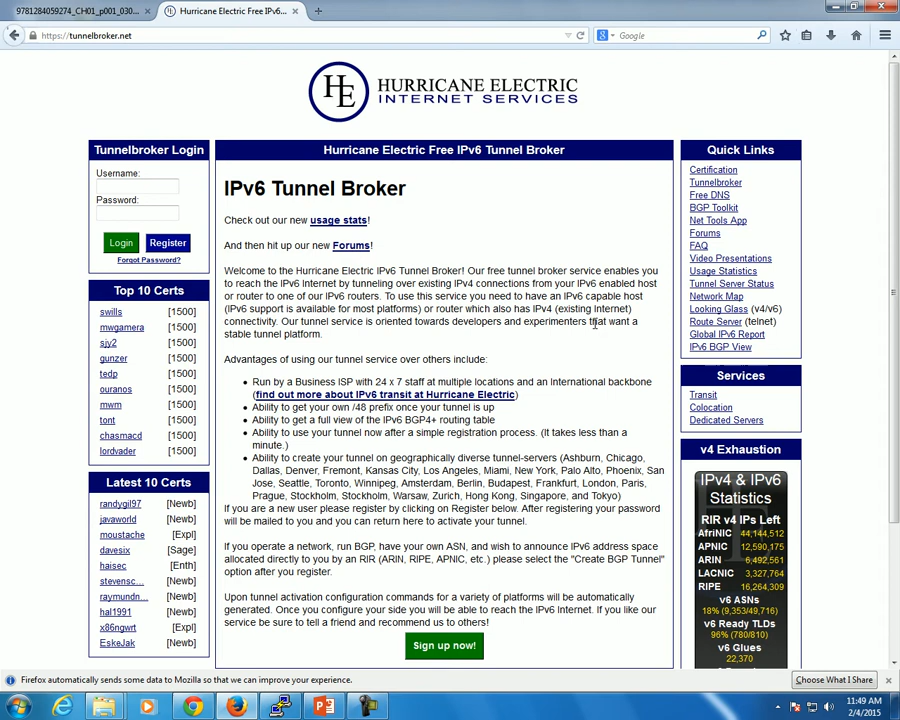 9781284059274_CH01_p001_030...
Hurricane Electric Free IPv6...
https://tunnelbroker.net
Google
HE
HURRICANE ELECTRIC
INTERNET SERVICES
Tunnelbroker Login
Username:
Password:
Login
Register
Forgot Password?
Top 10 Certs
swills [1500]
mwgamera [1500]
sjy2 [1500]
gunzer [1500]
tedp [1500]
ouranos [1500]
mwm [1500]
tont [1500]
chasmacd [1500]
lordvader [1500]
Latest 10 Certs
randygil97 [Newb]
javaworld [Newb]
moustache [Expl]
davesix [Sage]
haisec [Enth]
stevensc... [Newb]
raymundn... [Newb]
hal1991 [Newb]
x86ngwrt [Expl]
EskeJak [Newb]
Hurricane Electric Free IPv6 Tunnel Broker
IPv6 Tunnel Broker
Check out our new usage stats!
And then hit up our new Forums!
Welcome to the Hurricane Electric IPv6 Tunnel Broker! Our free tunnel broker service enables you
to reach the IPv6 Internet by tunneling over existing IPv4 connections from your IPv6 enabled host
or router to one of our IPv6 routers. To use this service you need to have an IPv6 capable host
(IPv6 support is available for most platforms) or router which also has IPv4 (existing Internet)
connectivity. Our tunnel service is oriented towards developers and experimenters that want a
stable tunnel platform.
Advantages of using our tunnel service over others include:
Run by a Business ISP with 24 x 7 staff at multiple locations and an International backbone
(find out more about IPv6 transit at Hurricane Electric)
Ability to get your own /48 prefix once your tunnel is up
Ability to get a full view of the IPv6 BGP4+ routing table
Ability to use your tunnel now after a simple registration process. (It takes less than a
minute.)
Ability to create your tunnel on geographically diverse tunnel-servers (Ashburn, Chicago,
Dallas, Denver, Fremont, Kansas City, Los Angeles, Miami, New York, Palo Alto, Phoenix, San
Jose, Seattle, Toronto, Winnipeg, Amsterdam, Berlin, Budapest, Frankfurt, London, Paris,
Prague, Stockholm, Stockholm, Warsaw, Zurich, Hong Kong, Singapore, and Tokyo)
If you are a new user please register by clicking on Register below. After registering your password
will be mailed to you and you can return here to activate your tunnel.
If you operate a network, run BGP, have your own ASN, and wish to announce IPv6 address space
allocated directly to you by an RIR (ARIN, RIPE, APNIC, etc.) please select the "Create BGP Tunnel"
option after you register.
Upon tunnel activation configuration commands for a variety of platforms will be automatically
generated. Once you configure your side you will be able to reach the IPv6 Internet. If you like our
service be sure to tell a friend and recommend us to others!
Sign up now!
Quick Links
Certification
Tunnelbroker
Free DNS
BGP Toolkit
Net Tools App
Forums
FAQ
Video Presentations
Usage Statistics
Tunnel Server Status
Network Map
Looking Glass (v4/v6)
Route Server (telnet)
Global IPv6 Report
IPv6 BGP View
Services
Transit
Colocation
Dedicated Servers
v4 Exhaustion
IPv4 & IPv6
Statistics
RIR v4 IPs Left
AfriNIC 44,144,512
APNIC 12,590,175
ARIN 6,492,561
LACNIC 3,327,764
RIPE 16,264,309
v6 ASNs
18% (9,353/49,716)
v6 Ready TLDs
96% (780/810)
v6 Glues
22,370
Firefox automatically sends some data to Mozilla so that we can improve your experience.
Choose What I Share
11:49 AM
2/4/2015